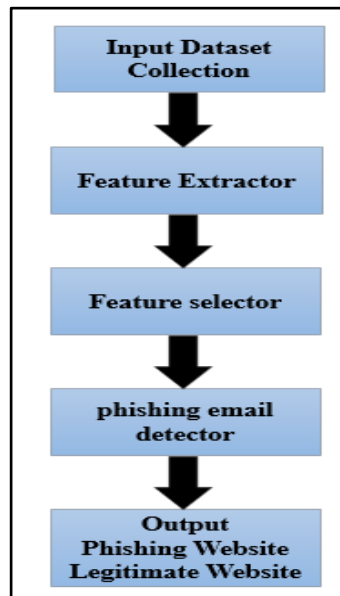 Input Dataset
Collection
Feature Extractor
Feature selector
phishing email
detector
Output
Phishing Website
Legitimate Website